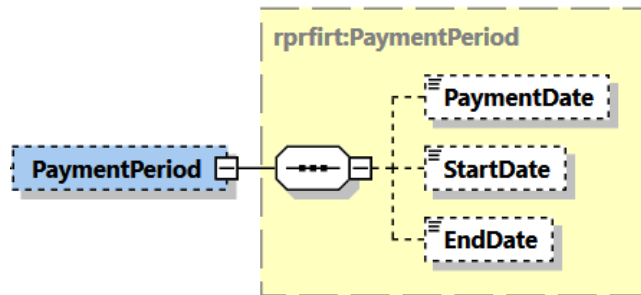 rprfirt:PaymentPeriod
PaymentDate
PaymentPeriod
StartDate
EndDate